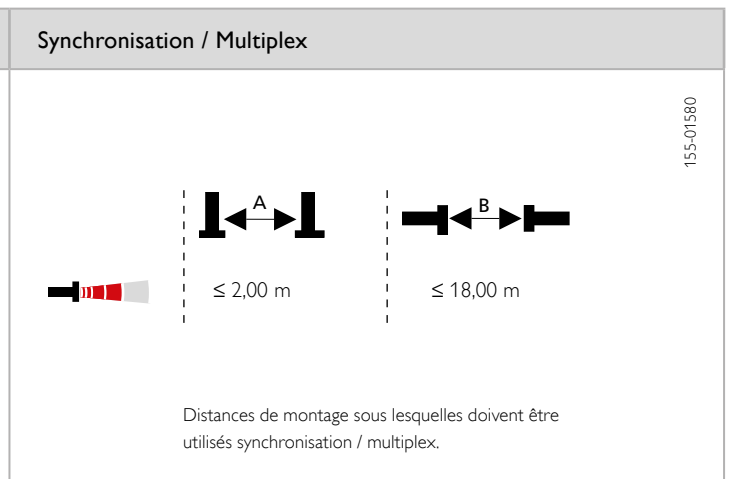 Synchronisation / Multiplex
155-01580
A
B
≤ 2,00 m
≤ 18,00 m
Distances de montage sous lesquelles doivent être
utilisés synchronisation / multiplex.